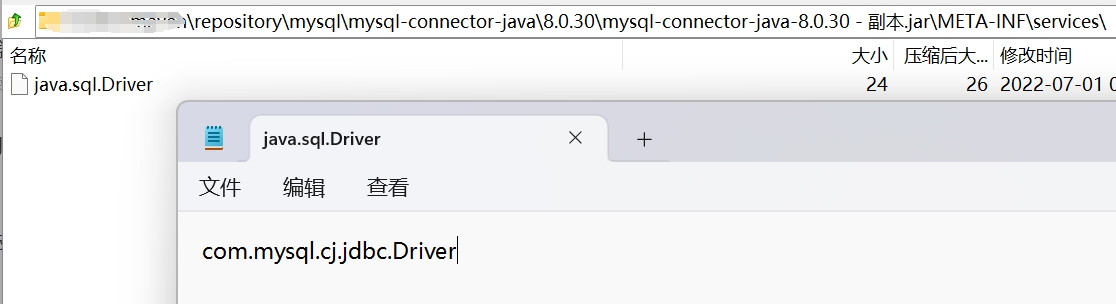 \repository\mysql\mysql-connector-java\8.0.30\mysql-connector-java-8.0.30 - 副本.jar\META-INF\services\
名称 大小 压缩后大... 修改时间
java.sql.Driver 24 26 2022-07-01
java.sql.Driver
文件 编辑 查看
com.mysql.cj.jdbc.Driver